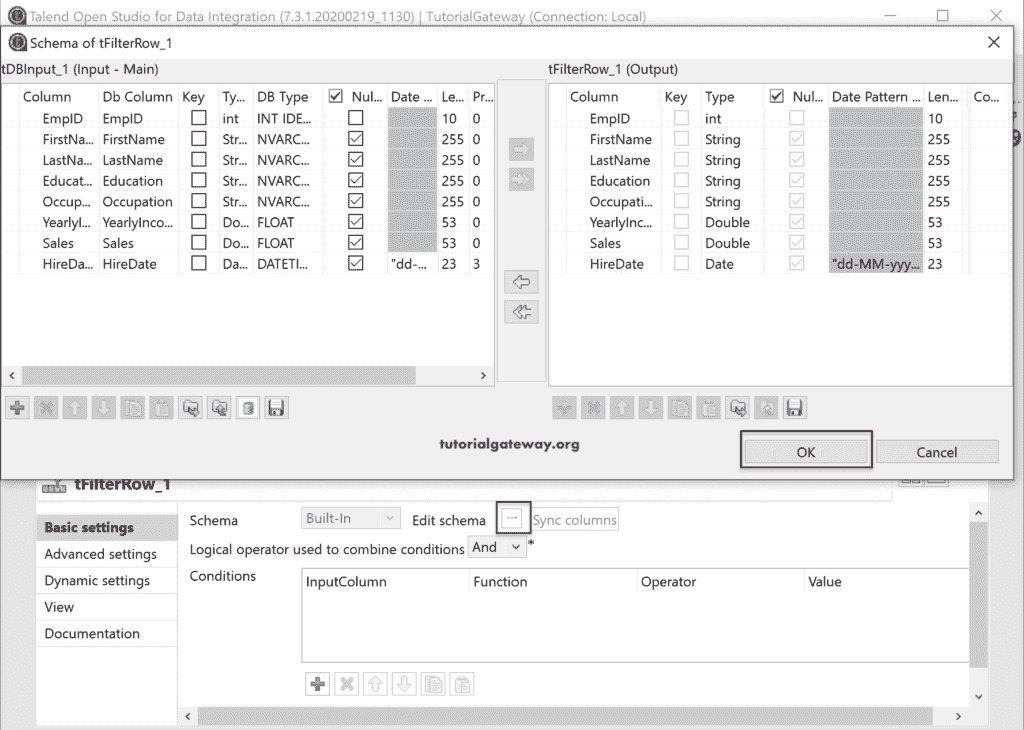 Talend Open Studio for Data Integration (7.3.1.20200219_1130) | TutorialGateway (Connection: Local)
Schema of tFilterRow_1
tDBInput_1 (Input - Main)
Column Db Column Key Ty... DB Type Nul... Date ... Le... Pr...
EmpID EmpID int INT IDE... 10 0
FirstNa... FirstName Str... NVARC... 255 0
LastNa... LastName Str... NVARC... 255 0
Educat... Education Str... NVARC... 255 0
Occup... Occupation Str... NVARC... 255 0
YearlyI... YearlyInco... Do... FLOAT 53 0
Sales Sales Do... FLOAT 53 0
HireDa... HireDate Da... DATETI... "dd-... 23 3
tFilterRow_1 (Output)
Column Key Type Nul... Date Pattern ... Len... Co...
EmpID int 10
FirstName String 255
LastName String 255
Education String 255
Occupati... String 255
YearlyInc... Double 53
Sales Double 53
HireDate Date "dd-MM-yyy... 23
tutorialgateway.org
OK Cancel
tFilterRow_1
Basic settings
Advanced settings
Dynamic settings
View
Documentation
Schema Built-In Edit schema ... Sync columns
Logical operator used to combine conditions And *
Conditions
InputColumn Function Operator Value